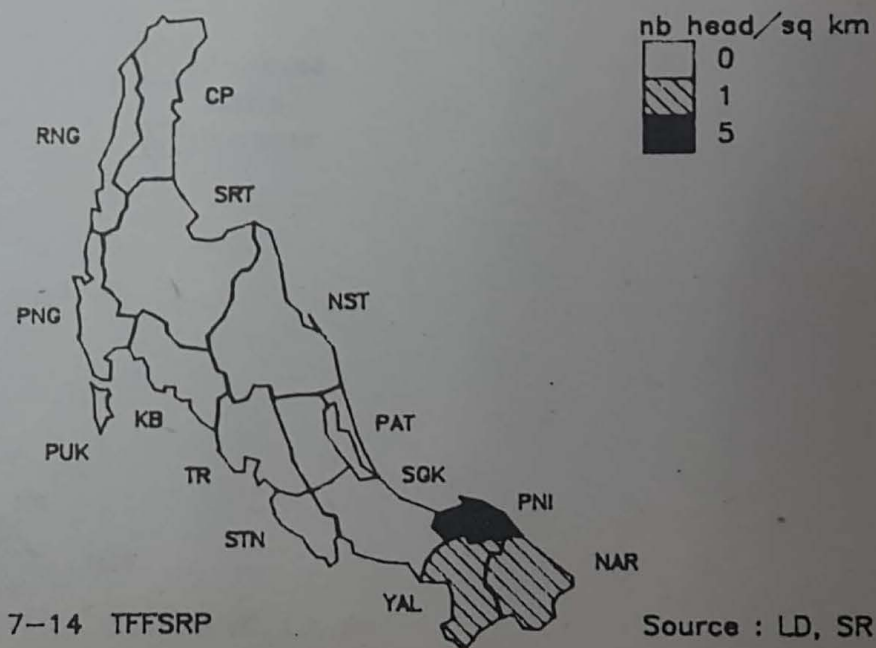 nb head/sq km
0
1
5
CP
RNG
SRT
PNG
NST
PUK
KB
PAT
TR
SGK
PNI
STN
NAR
YAL
7-14 TFFSRP
Source : LD, SR